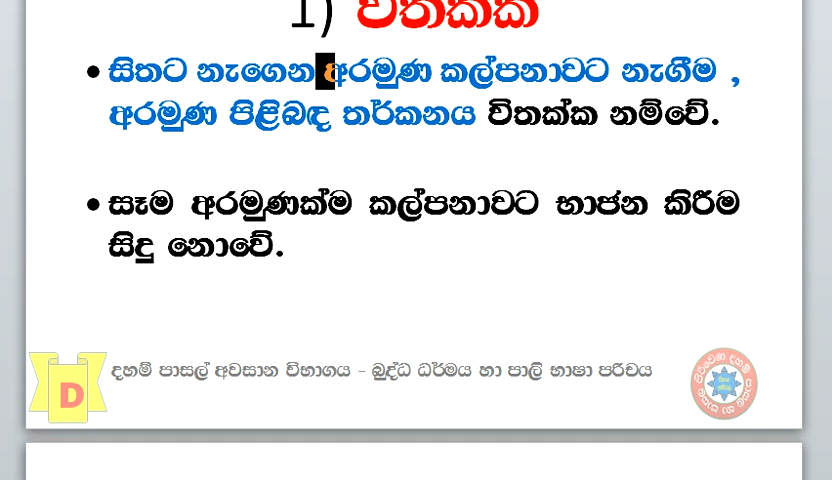 1) විතක්ක
• සිතට නැගෙන අරමුණ කල්පනාවට නැගීම ,
අරමුණ පිළිබඳ තර්කනය විතක්ක නම්වේ.
• සෑම අරමුණක්ම කල්පනාවට භාජන කිරීම
සිදු නොවේ.
D
දහම් පාසල් අවසාන විභාගය - බුද්ධ ධර්මය හා පාලි භාෂා පරිචය